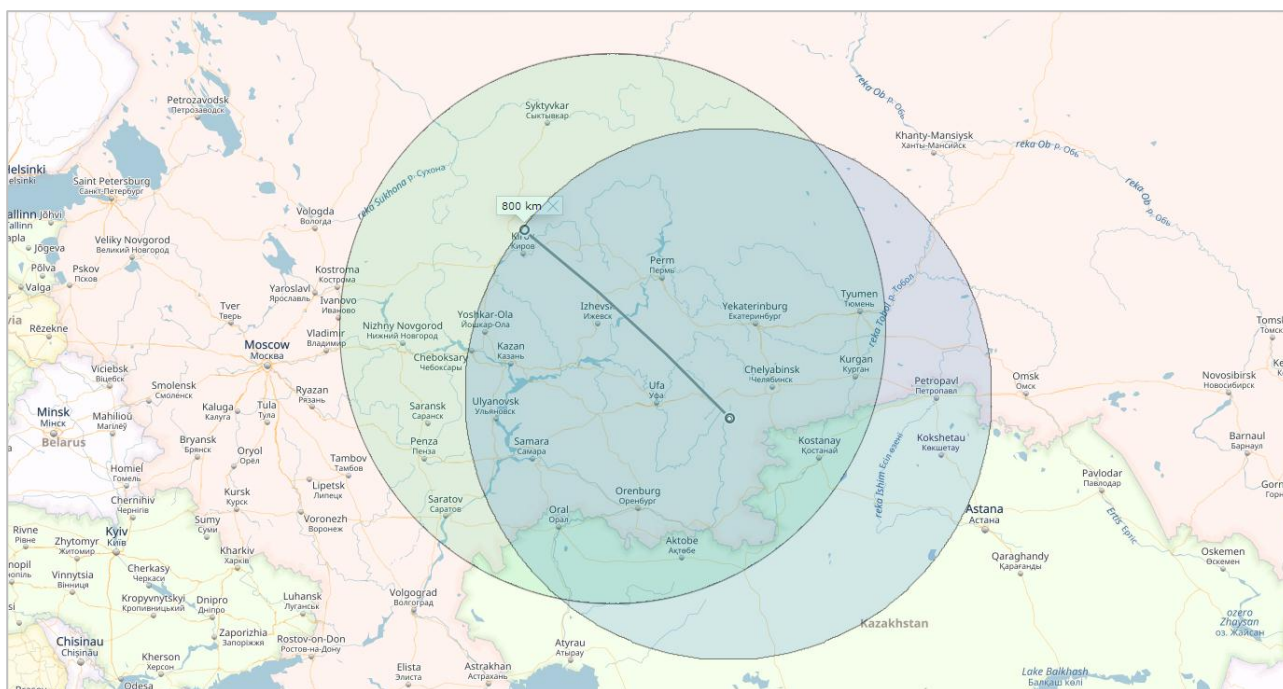 Syktyvkar
Сыктывкар
Petrozavodsk
Петрозаводск
Khanty-Mansiysk
Ханты-Мансийск
reka Ob р. Обь
reka Ob р. Обь
reka Ob р. Обь
Helsinki
Helsinki
Saint Petersburg
Санкт-Петербург
reka Sukhona р. Сухона
800 km
Vologda
Вологда
Jõhvi
Jõgeva
Veliky Novgorod
Великий Новгород
Киров
Põlva
Valga
Pskov
Псков
Kostroma
Кострома
Yaroslavl
Ярославль
Ivanovo
Иваново
Perm
Пермь
Tyumen
Тюмень
reka Tobol р. Тобол
Tver
Тверь
Izhevsk
Ижевск
Yekaterinburg
Екатеринбург
Yoshkar-Ola
Йошкар-Ола
Rēzekne
Vladimir
Владимир
Nizhny Novgorod
Нижний Новгород
Moscow
Москва
Kazan
Казань
Cheboksary
Чебоксары
Kurgan
Курган
Chelyabinsk
Челябинск
Viciebsk
Віцебск
Smolensk
Смоленск
Ryazan
Рязань
Ufa
Уфа
Petropavl
Петропавл
Omsk
Омск
Novosibirsk
Новосибирск
Minsk
Мінск
Belarus
Mahilioŭ
Магілёў
Kaluga
Калуга
Tula
Тула
Saransk
Саранск
Ulyanovsk
Ульяновск
Bryansk
Брянск
Oryol
Орёл
Penza
Пенза
Samara
Самара
Kostanay
Қостанай
Kokshetau
Көкшетау
Barnaul
Барнаул
Tambov
Тамбов
Homiel
Гомель
Lipetsk
Липецк
Pavlodar
Павлодар
Chernihiv
Чернігів
Kursk
Курск
Saratov
Саратов
Orenburg
Оренбург
reka Ishim Есіл өзені
Voronezh
Воронеж
Oral
Орал
Astana
Астана
Ertis Ертіс
Rivne
Рівне
Kyiv
Київ
Sumy
Суми
Aktobe
Ақтөбе
Zhytomyr
Житомир
Kharkiv
Харків
Qaraghandy
Қарағанды
Oskemen
Өскемен
Vinnytsia
Вінниця
Cherkasy
Черкаси
Luhansk
Луганськ
Volgograd
Волгоград
Kropyvnytskyi
Кропивницький
Dnipro
Дніпро
Kazakhstan
ozero
Zhaysan
оз. Жайсан
Zaporizhia
Запоріжжя
Chisinau
Chișinău
Rostov-on-Don
Ростов-на-Дону
Atyrau
Атырау
Kherson
Херсон
Elista
Элиста
Astrakhan
Астрахань
Lake Balkhash
Балқаш көлі
Odesa